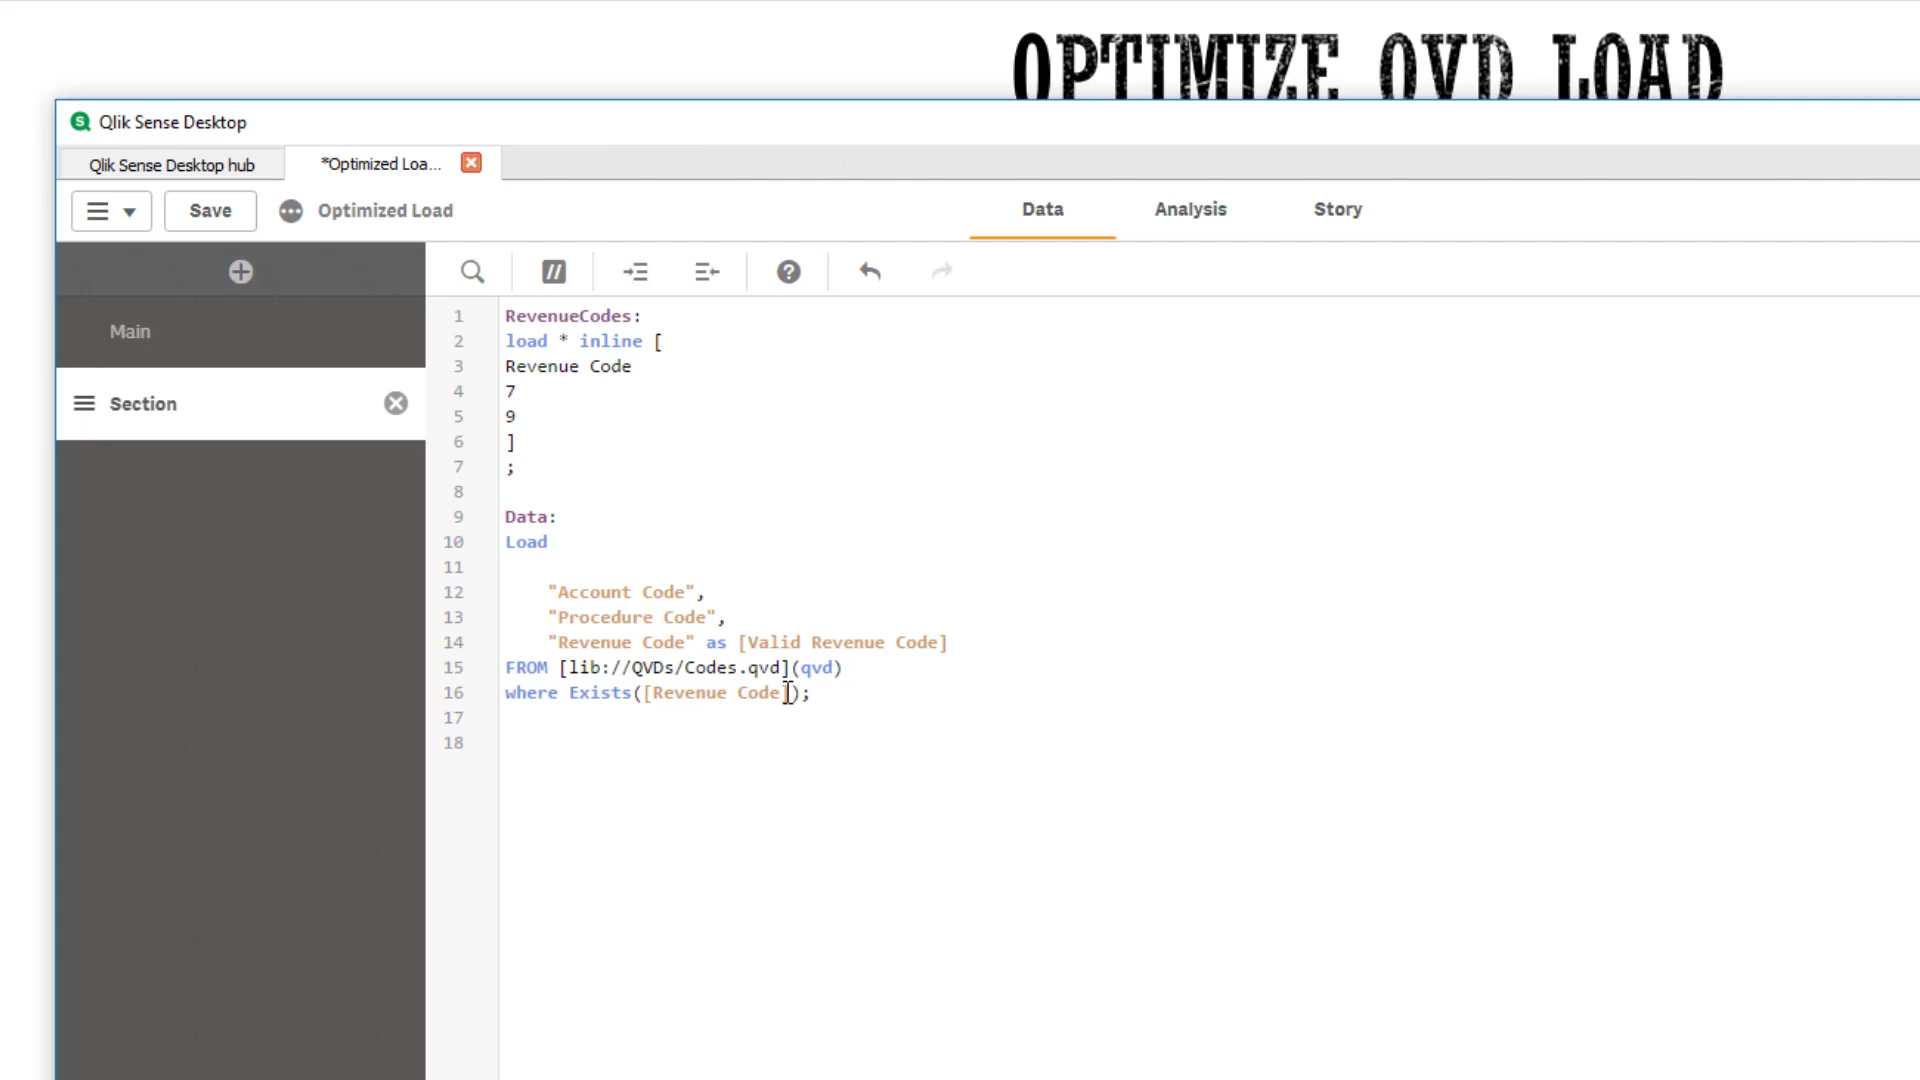 OPTIMIZE QVD LOAD
Qlik Sense Desktop
Qlik Sense Desktop hub
*Optimized Loa...
Save
Optimized Load
Data
Analysis
Story
Main
Section
1 RevenueCodes:
2 load * inline [
3 Revenue Code
4 7
5 9
6 ]
7 ;
8
9 Data:
10 Load
11
12 "Account Code",
13 "Procedure Code",
14 "Revenue Code" as [Valid Revenue Code]
15 FROM [lib://QVDs/Codes.qvd](qvd)
16 where Exists([Revenue Code]);
17
18